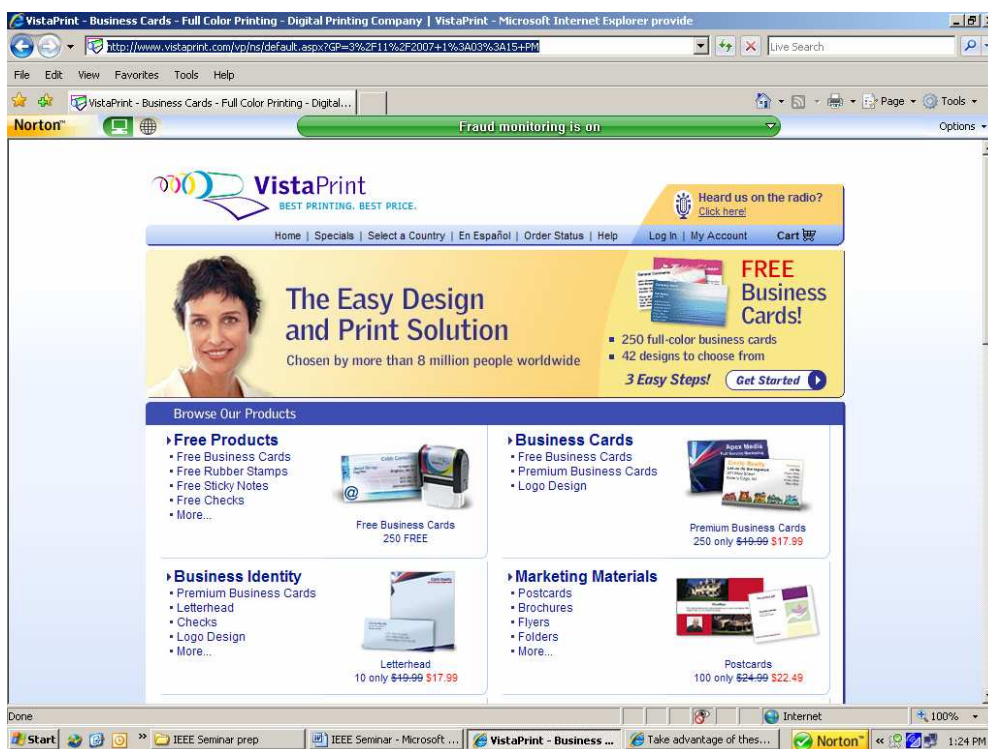 VistaPrint - Business Cards - Full Color Printing - Digital Printing Company | VistaPrint - Microsoft Internet Explorer provide
http://www.vistaprint.com/vp/ns/default.aspx?GP=3%2F11%2F2007+1%3A03%3A15+PM
Live Search
File Edit View Favorites Tools Help
VistaPrint - Business Cards - Full Color Printing - Digital...
Page Tools
Norton™ Fraud monitoring is on Options
VistaPrint
BEST PRINTING. BEST PRICE.
Heard us on the radio?
Click here!
Home | Specials | Select a Country | En Español | Order Status | Help Log In | My Account Cart
The Easy Design
and Print Solution
Chosen by more than 8 million people worldwide
FREE
Business
Cards!
250 full-color business cards
42 designs to choose from
3 Easy Steps! Get Started
Browse Our Products
Free Products
Free Business Cards
Free Rubber Stamps
Free Sticky Notes
Free Checks
More...
Free Business Cards
250 FREE
Business Cards
Free Business Cards
Premium Business Cards
Logo Design
Apex Media
Premium Business Cards
250 only $19.99 $17.99
Business Identity
Premium Business Cards
Letterhead
Checks
Logo Design
More...
Letterhead
10 only $19.99 $17.99
Marketing Materials
Postcards
Brochures
Flyers
Folders
More...
Postcards
100 only $24.99 $22.49
Done Internet 100%
Start IEEE Seminar prep IEEE Seminar - Microsoft ... VistaPrint - Business ... Take advantage of thes... Norton™ 1:24 PM